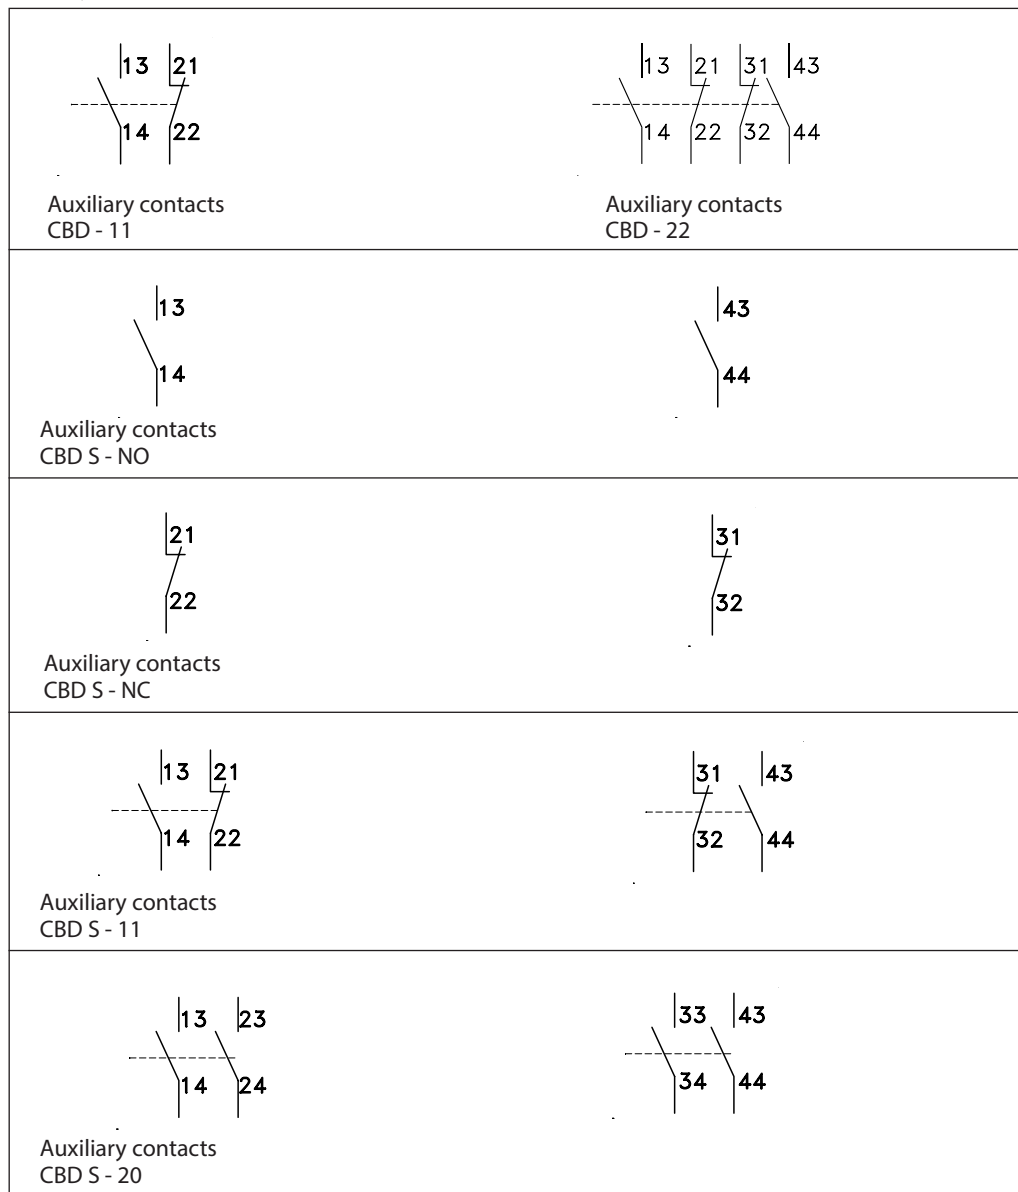 13 21
14 22
Auxiliary contacts
CBD - 11
13 21 31 43
14 22 32 44
Auxiliary contacts
CBD - 22
13
14
Auxiliary contacts
CBD S - NO
43
44
21
22
Auxiliary contacts
CBD S - NC
31
32
13 21
14 22
Auxiliary contacts
CBD S - 11
31 43
32 44
13 23
14 24
Auxiliary contacts
CBD S - 20
33 43
34 44